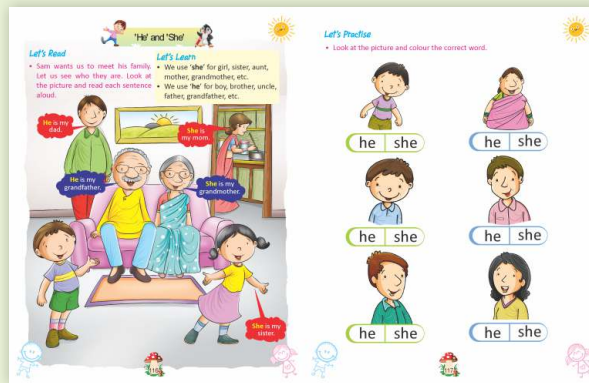 'He' and 'She'
Let's Read
• Sam wants us to meet his family.
Let us see who they are. Look at
the picture and read each sentence
aloud.
Let's Learn
• We use 'she' for girl, sister, aunt,
mother, grandmother, etc.
• We use 'he' for boy, brother, uncle,
father, grandfather, etc.
He is my
dad.
She is
my mom.
He is my
grandfather.
She is my
grandmother.
She is my
sister.
116
Let's Practise
• Look at the picture and colour the correct word.
he she
he she
he she
he she
he she
he she
117